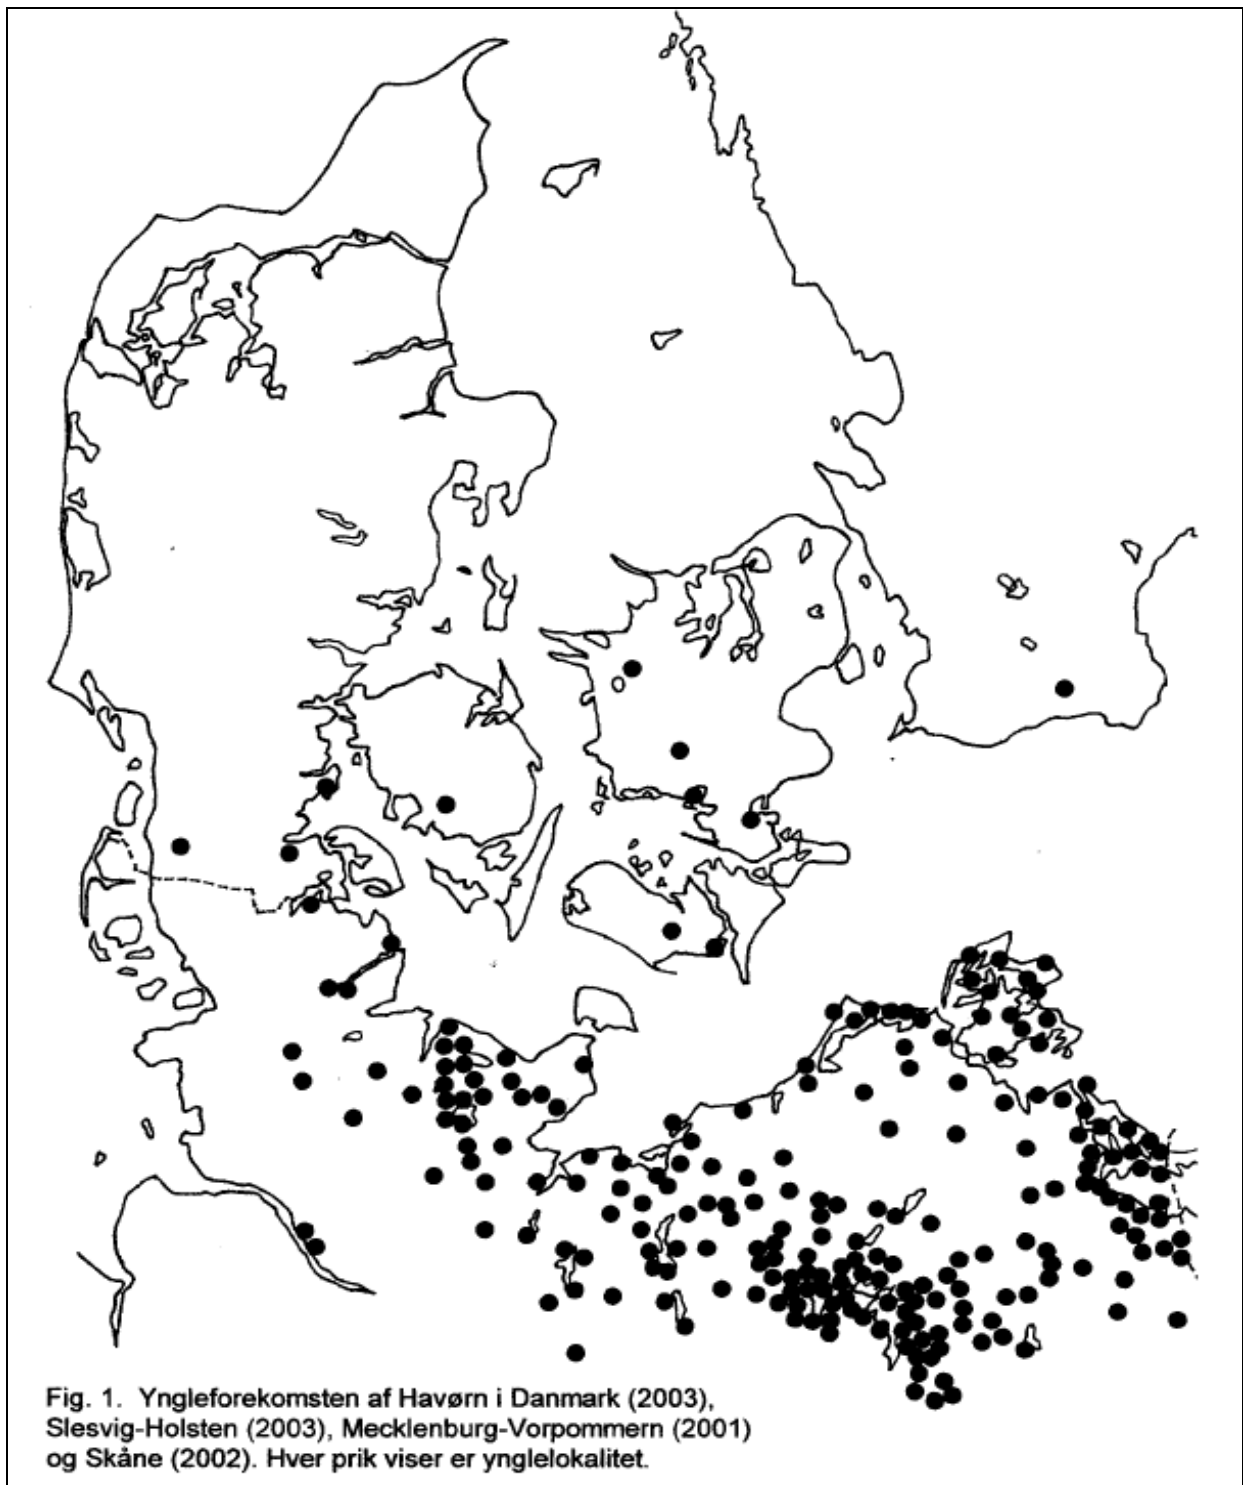 Fig. 1.  Yngleforekomsten af Havørn i Danmark (2003),
Slesvig-Holsten (2003), Mecklenburg-Vorpommern (2001)
og Skåne (2002). Hver prik viser er ynglelokalitet.